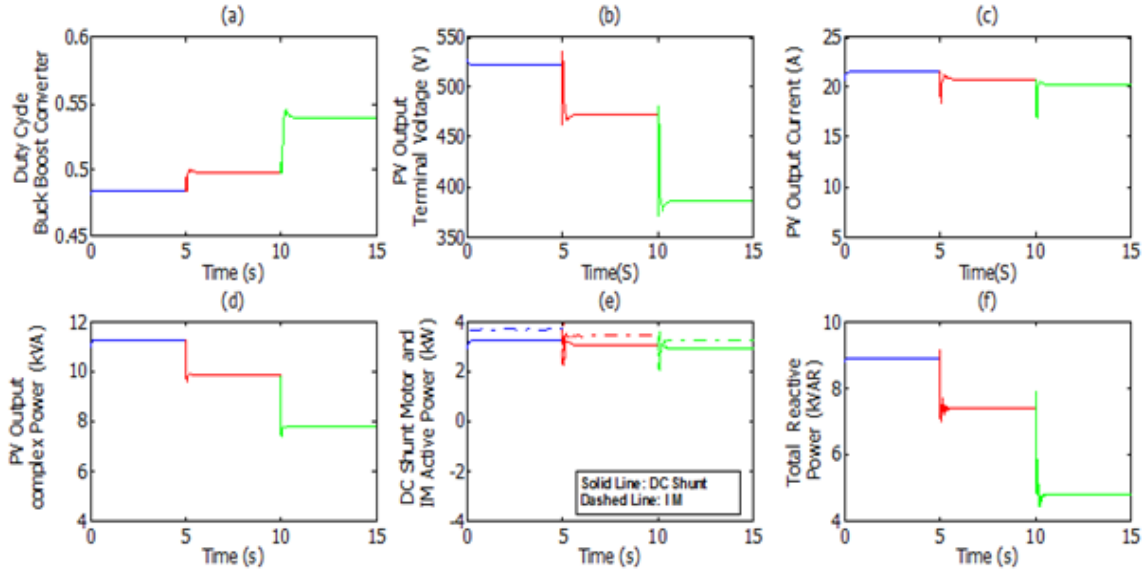 (a)
0.6
0.55
0.5
0.45
Duty Cycle
Buck Boost Converter
0
5
10
15
Time (s)
(b)
550
500
450
400
350
PV Output
Terminal Voltage (V)
0
5
10
15
Time(S)
(c)
25
20
15
10
5
PV Output Current (A)
0
5
10
15
Time (s)
(d)
12
10
8
6
4
PV Output
complex Power (kVA)
0
5
10
15
Time (s)
(e)
4
2
0
-2
-4
DC Shunt Motor and
IM Active Power (kW)
Solid Line: DC Shunt
Dashed Line: IM
0
5
10
15
Time (s)
(f)
10
8
6
4
Total Reactive
Power (kVAR)
0
5
10
15
Time (s)